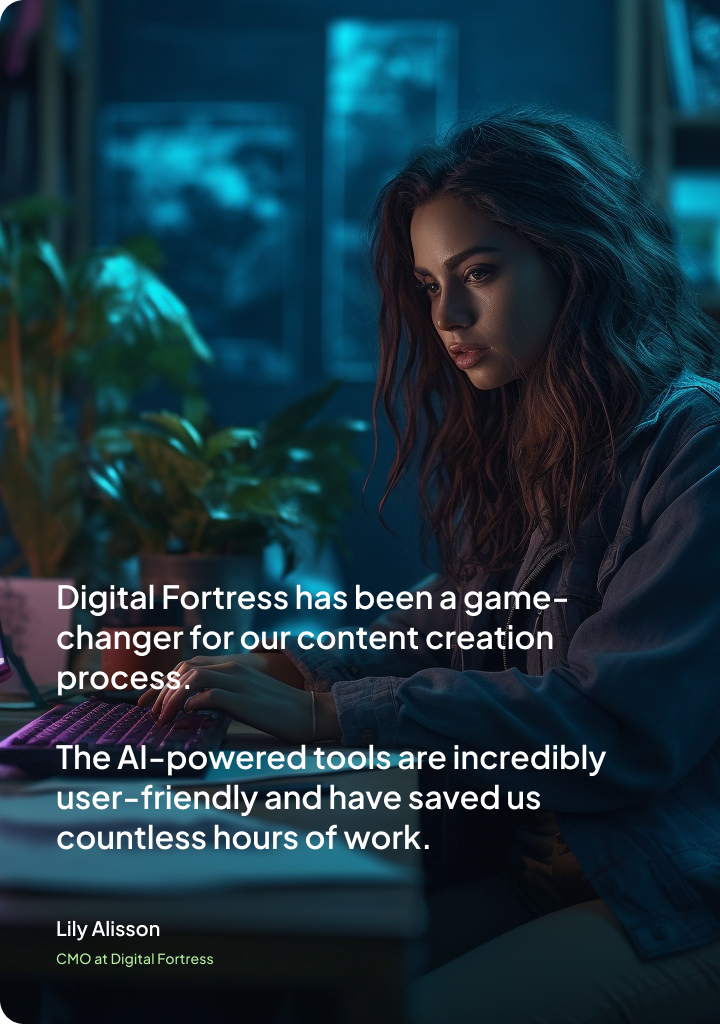 Digital Fortress has been a game-
changer for our content creation
process.
The AI-powered tools are incredibly
user-friendly and have saved us
countless hours of work.
Lily Alisson
CMO at Digital Fortress